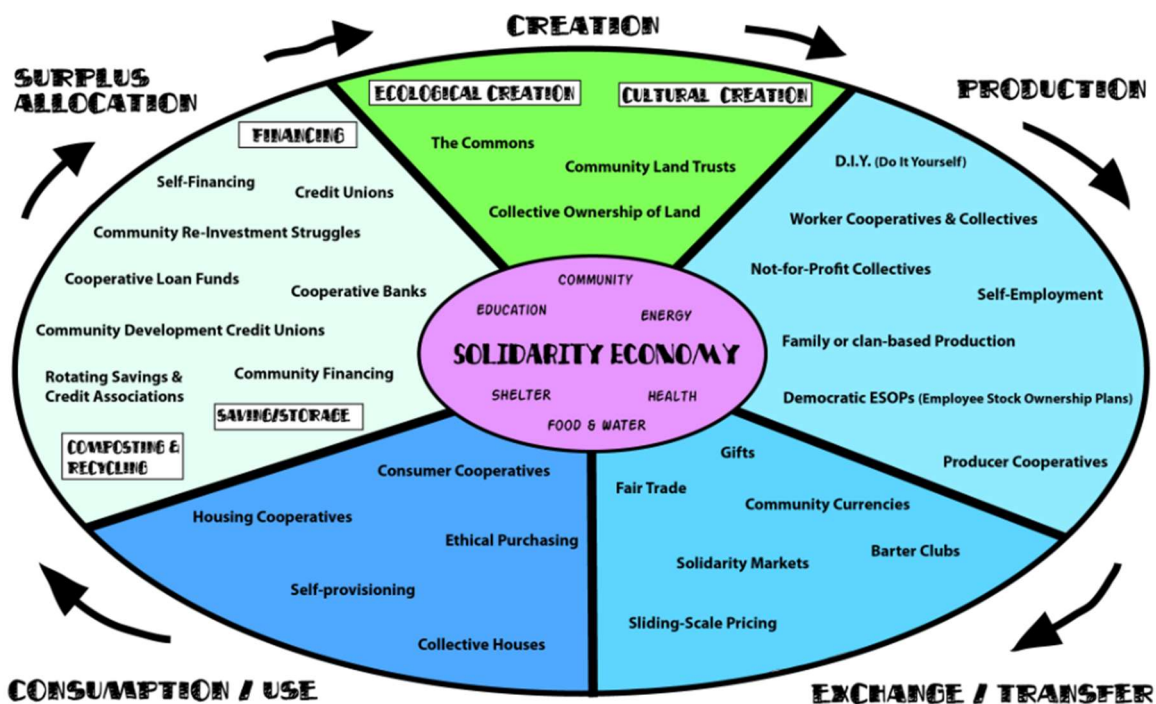 CREATION
SURPLUS
ALLOCATION
PRODUCTION
ECOLOGICAL CREATION
CULTURAL CREATION
The Commons
Community Land Trusts
Collective Ownership of Land
FINANCING
Self-Financing
Credit Unions
Community Re-Investment Struggles
Cooperative Loan Funds
Cooperative Banks
Community Development Credit Unions
Rotating Savings &
Credit Associations
Community Financing
SAVING/STORAGE
COMPOSTING &
RECYCLING
D.I.Y. (Do It Yourself)
Worker Cooperatives & Collectives
Not-for-Profit Collectives
Self-Employment
Family or clan-based Production
Democratic ESOPs (Employee Stock Ownership Plans)
Producer Cooperatives
COMMUNITY
EDUCATION
ENERGY
SOLIDARITY ECONOMY
SHELTER
HEALTH
FOOD & WATER
Consumer Cooperatives
Housing Cooperatives
Ethical Purchasing
Self-provisioning
Collective Houses
Gifts
Fair Trade
Community Currencies
Barter Clubs
Solidarity Markets
Sliding-Scale Pricing
CONSUMPTION / USE
EXCHANGE / TRANSFER